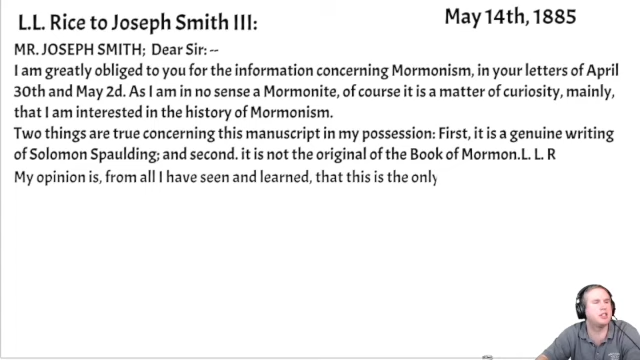 L.L. Rice to Joseph Smith III:
May 14th, 1885
MR. JOSEPH SMITH; Dear Sir: --
I am greatly obliged to you for the information concerning Mormonism, in your letters of April
30th and May 2d. As I am in no sense a Mormonite, of course it is a matter of curiosity, mainly,
that I am interested in the history of Mormonism.
Two things are true concerning this manuscript in my possession: First, it is a genuine writing
of Solomon Spaulding; and second. it is not the original of the Book of Mormon.L. L. R
My opinion is, from all I have seen and learned, that this is the only